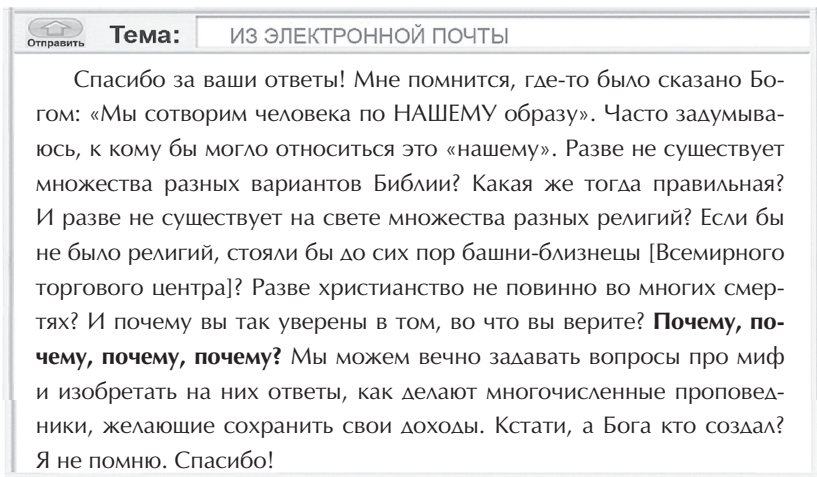 Отправить Тема: ИЗ ЭЛЕКТРОННОЙ ПОЧТЫ
Спасибо за ваши ответы! Мне помнится, где-то было сказано Бо-
гом: «Мы сотворим человека по НАШЕМУ образу». Часто задумыва-
юсь, к кому бы могло относиться это «нашему». Разве не существует
множества разных вариантов Библии? Какая же тогда правильная?
И разве не существует на свете множества разных религий? Если бы
не было религий, стояли бы до сих пор башни-близнецы [Всемирного
торгового центра]? Разве христианство не повинно во многих смер-
тях? И почему вы так уверены в том, во что вы верите? Почему, по-
чему, почему, почему? Мы можем вечно задавать вопросы про миф
и изобретать на них ответы, как делают многочисленные проповед-
ники, желающие сохранить свои доходы. Кстати, а Бога кто создал?
Я не помню. Спасибо!